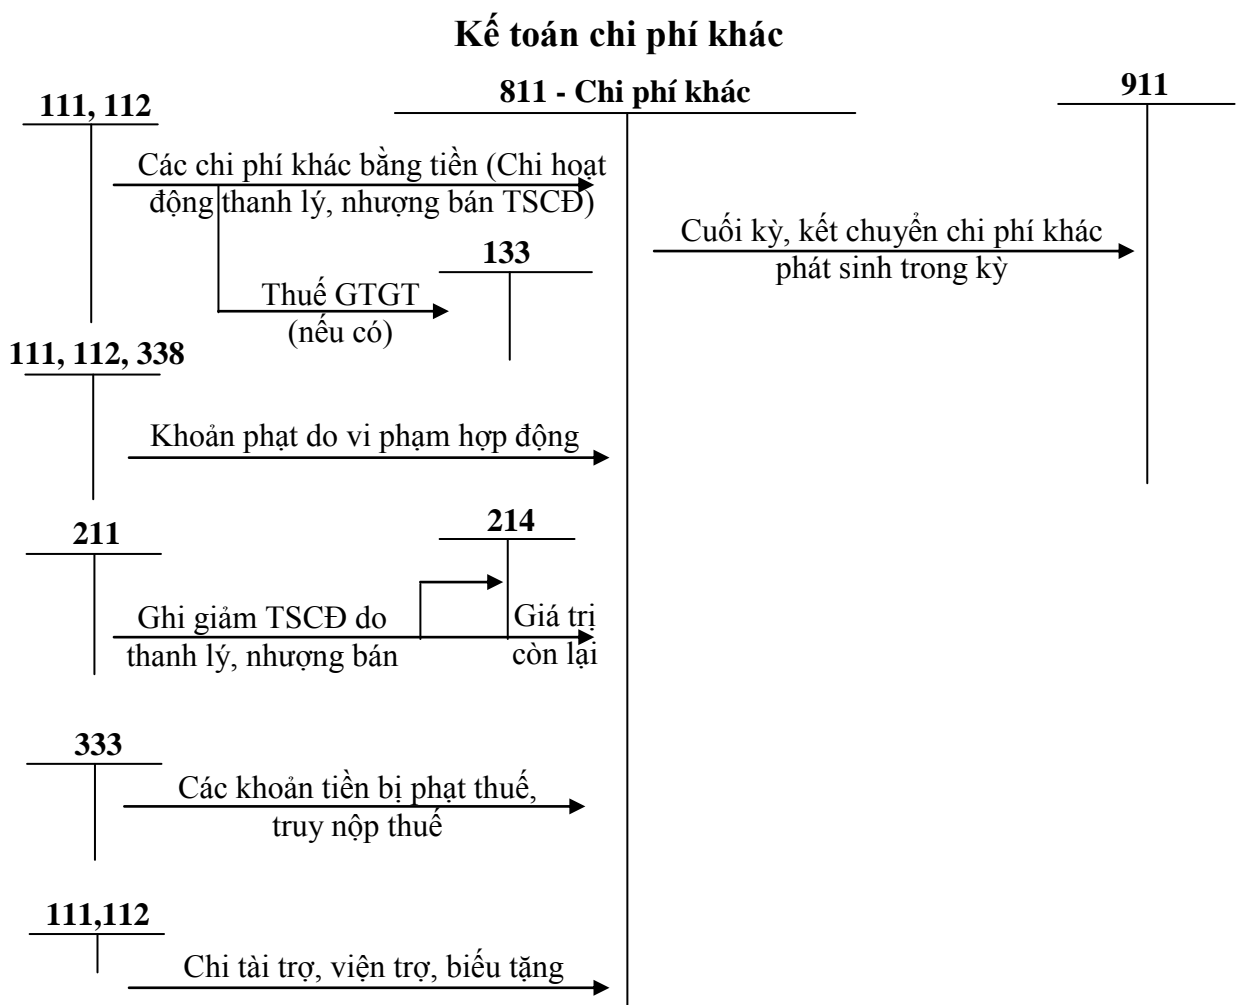 Kế toán chi phí khác
111, 112
811 - Chi phí khác
911
Các chi phí khác bằng tiền (Chi hoạt
động thanh lý, nhượng bán TSCĐ)
133
Thuế GTGT
(nếu có)
Cuối kỳ, kết chuyển chi phí khác
phát sinh trong kỳ
111, 112, 338
Khoản phạt do vi phạm hợp động
211
214
Ghi giảm TSCĐ do
thanh lý, nhượng bán
Giá trị
còn lại
333
Các khoản tiền bị phạt thuế,
truy nộp thuế
111,112
Chi tài trợ, viện trợ, biếu tặng